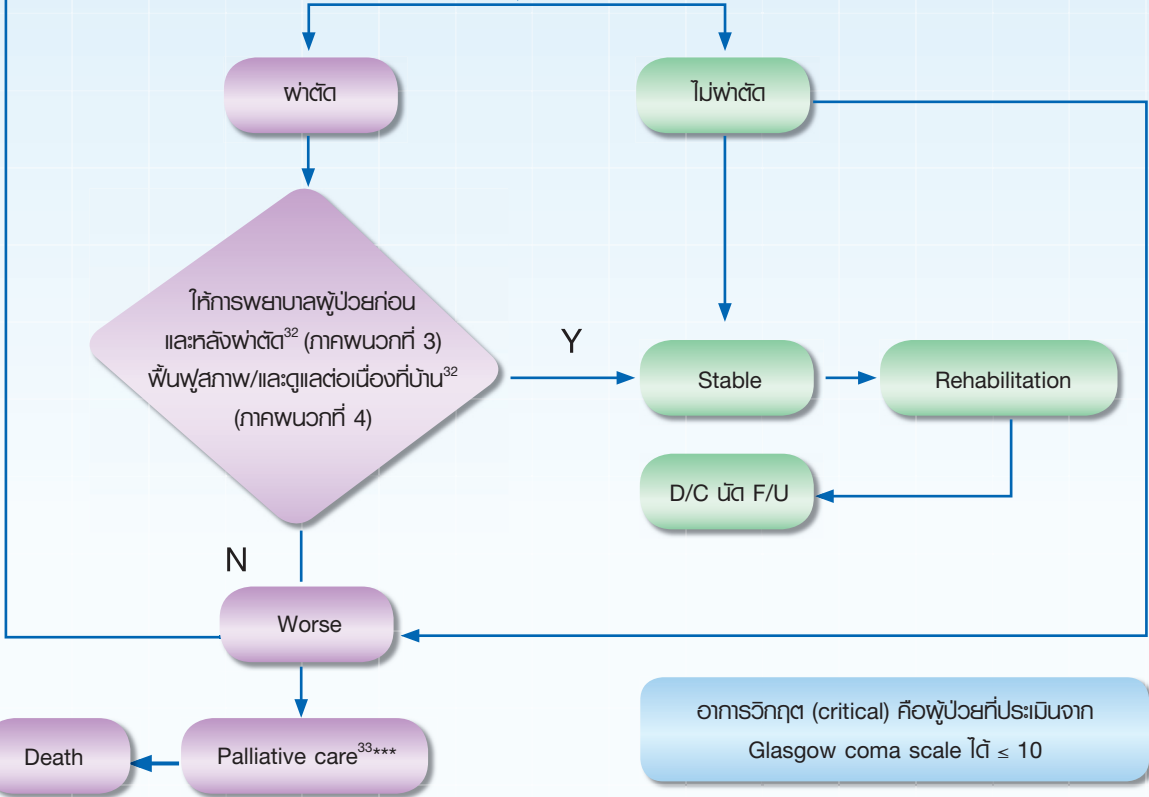 ผ่าตัด
ไม่ผ่าตัด
ให้การพยาบาลผู้ป่วยก่อน
และหลังผ่าตัด³² (ภาคผนวกที่ 3)
ฟื้นฟูสภาพ/และดูแลต่อเนื่องที่บ้าน³²
(ภาคผนวกที่ 4)
Y
Stable
Rehabilitation
D/C นัด F/U
N
Worse
Death
Palliative care³³***
อาการวิกฤต (critical) คือผู้ป่วยที่ประเมินจาก
Glasgow coma scale ได้ ≤ 10